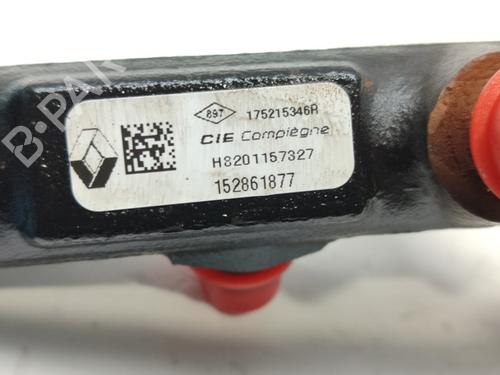 897 175215346R
CIE Compiègne
H8201157327
152861877
B-PARTS